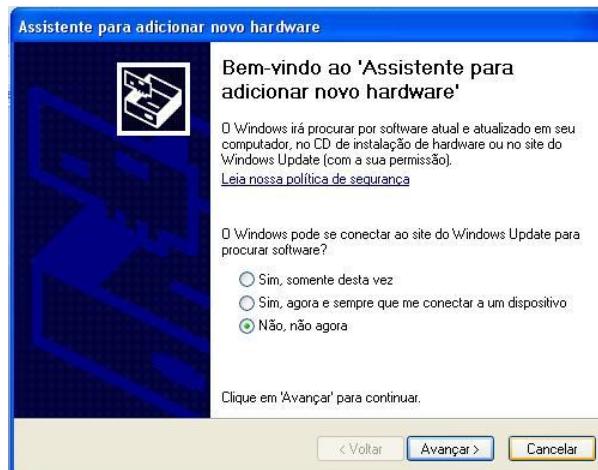 Assistente para adicionar novo hardware
Bem-vindo ao 'Assistente para
adicionar novo hardware'
O Windows irá procurar por software atual e atualizado em seu
computador, no CD de instalação de hardware ou no site do
Windows Update (com a sua permissão).
Leia nossa política de segurança
O Windows pode se conectar ao site do Windows Update para
procurar software?
Sim, somente desta vez
Sim, agora e sempre que me conectar a um dispositivo
Não, não agora
Clique em 'Avançar' para continuar.
< Voltar Avançar > Cancelar